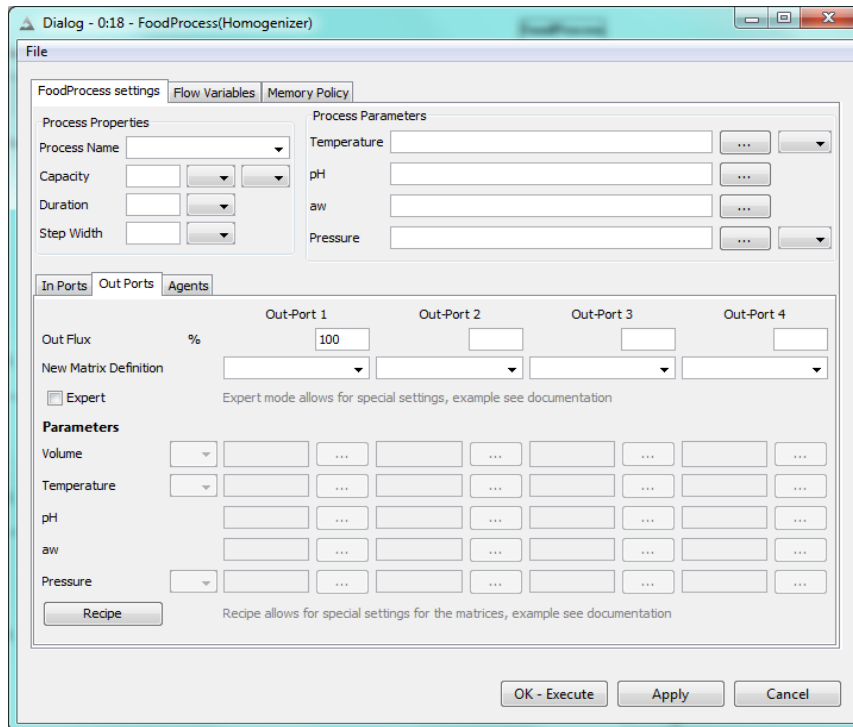 Dialog - 0:18 - FoodProcess(Homogenizer)
File
FoodProcess settings Flow Variables Memory Policy
Process Properties
Process Name
Capacity
Duration
Step Width
Process Parameters
Temperature ...
pH ...
aw ...
Pressure ...
In Ports Out Ports Agents
Out-Port 1 Out-Port 2 Out-Port 3 Out-Port 4
Out Flux % 100
New Matrix Definition
Expert Expert mode allows for special settings, example see documentation
Parameters
Volume ... ... ... ...
Temperature ... ... ... ...
pH ... ... ... ...
aw ... ... ... ...
Pressure ... ... ... ...
Recipe Recipe allows for special settings for the matrices, example see documentation
OK - Execute Apply Cancel